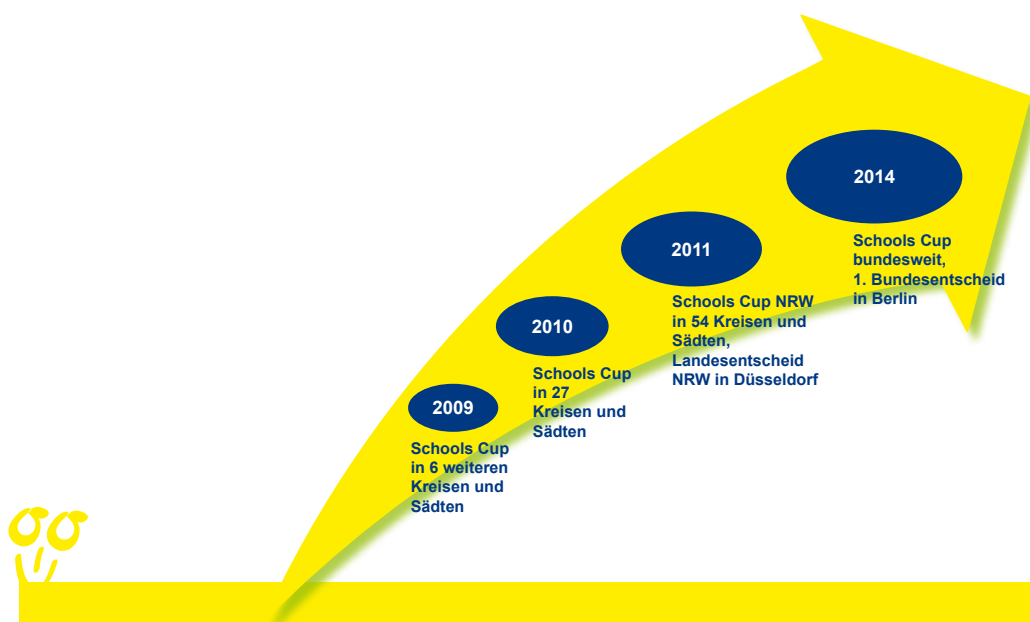 2009
Schools Cup
in 6 weiteren
Kreisen und
Sädten
2010
Schools Cup
in 27
Kreisen und
Sädten
2011
Schools Cup NRW
in 54 Kreisen und
Sädten,
Landesentscheid
NRW in Düsseldorf
2014
Schools Cup
bundesweit,
1. Bundesentscheid
in Berlin